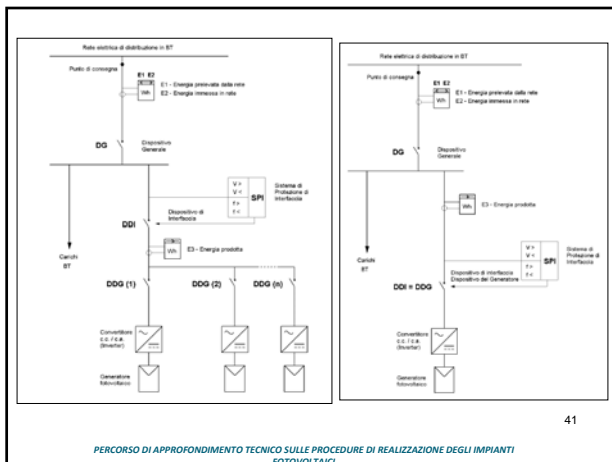 Rete elettrica di distribuzione in BT
Punto di consegna
E1 E2
E1 - Energia prelevata dalla rete
E2 - Energia immessa in rete
Wh
DG
Dispositivo
Generale
V >
V <
f >
f <
SPI
Sistema di
Protezione di
Interfaccia
DDI
Dispositivo di
Interfaccia
Wh
E3 - Energia prodotta
Carichi
BT
DDG (1)
DDG (2)
DDG (n)
Convertitore
c.c. / c.a.
(Inverter)
Generatore
fotovoltaico
Rete elettrica di distribuzione in BT
Punto di consegna
E1 E2
E1 - Energia prelevata dalla rete
E2 - Energia immessa in rete
Wh
DG
Dispositivo
Generale
Wh
E3 - Energia prodotta
V >
V <
f >
f <
SPI
Sistema di
Protezione di
Interfaccia
Carichi
BT
Dispositivo di interfaccia
Dispositivo del Generatore
DDI = DDG
Convertitore
c.c. / c.a.
(Inverter)
Generatore
fotovoltaico
41
PERCORSO DI APPROFONDIMENTO TECNICO SULLE PROCEDURE DI REALIZZAZIONE DEGLI IMPIANTI
FOTOVOLTAICI